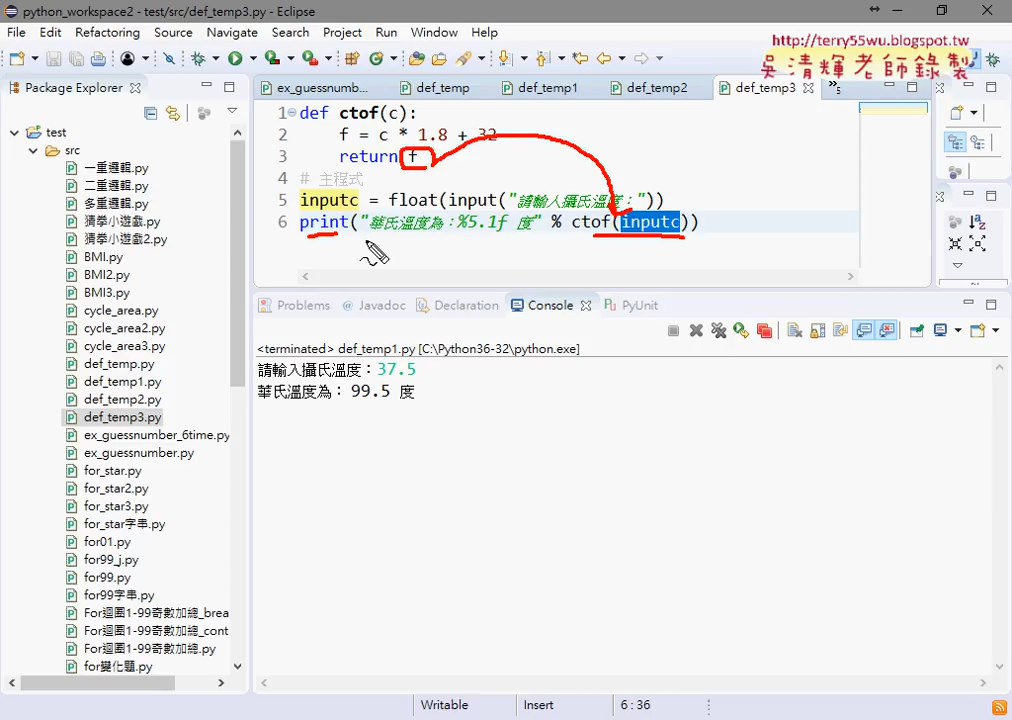 python_workspace2 - test/src/def_temp3.py - Eclipse
File Edit Refactoring Source Navigate Search Project Run Window Help
http://terry55wu.blogspot.tw
吳清輝老師錄製
Package Explorer
ex_guessnumb... def_temp def_temp1 def_temp2 def_temp3 »5
test
src
一重邏輯.py
二重邏輯.py
多重邏輯.py
猜拳小遊戲.py
猜拳小遊戲2.py
BMI.py
BMI2.py
BMI3.py
cycle_area.py
cycle_area2.py
cycle_area3.py
def_temp.py
def_temp1.py
def_temp2.py
def_temp3.py
ex_guessnumber_6time.py
ex_guessnumber.py
for_star.py
for_star2.py
for_star3.py
for_star字串.py
for01.py
for99_j.py
for99.py
for99字串.py
For迴圈1-99奇數加總_brea
For迴圈1-99奇數加總_cont
For迴圈1-99奇數加總.py
for變化題.py
1 def ctof(c):
2 f = c * 1.8 + 32
3 return f
4 # 主程式
5 inputc = float(input("請輸入攝氏溫度："))
6 print("華氏溫度為：%5.1f 度" % ctof(inputc))
Problems @ Javadoc Declaration Console PyUnit
<terminated> def_temp1.py [C:\Python36-32\python.exe]
請輸入攝氏溫度：37.5
華氏溫度為： 99.5 度
Writable Insert 6 : 36